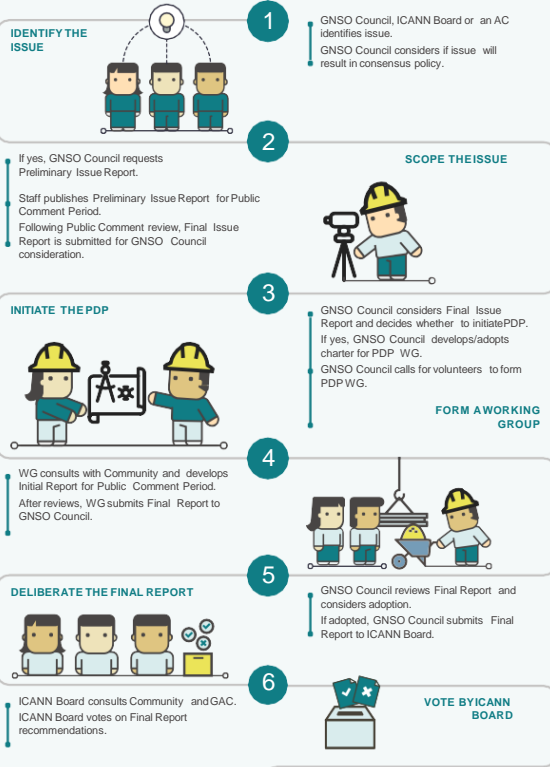 1
IDENTIFY THE
ISSUE
GNSO Council, ICANN Board or an AC
identifies issue.
GNSO Council considers if issue will
result in consensus policy.
2
SCOPE THE ISSUE
If yes, GNSO Council requests
Preliminary Issue Report.
Staff publishes Preliminary Issue Report for Public
Comment Period.
Following Public Comment review, Final Issue
Report is submitted for GNSO Council
consideration.
3
INITIATE THE PDP
GNSO Council considers Final Issue
Report and decides whether to initiate PDP.
If yes, GNSO Council develops/adopts
charter for PDP WG.
GNSO Council calls for volunteers to form
PDP WG.
FORM A WORKING
GROUP
4
WG consults with Community and develops
Initial Report for Public Comment Period.
After reviews, WG submits Final Report to
GNSO Council.
5
DELIBERATE THE FINAL REPORT
GNSO Council reviews Final Report and
considers adoption.
If adopted, GNSO Council submits Final
Report to ICANN Board.
6
ICANN Board consults Community and GAC.
ICANN Board votes on Final Report
recommendations.
VOTE BY ICANN
BOARD